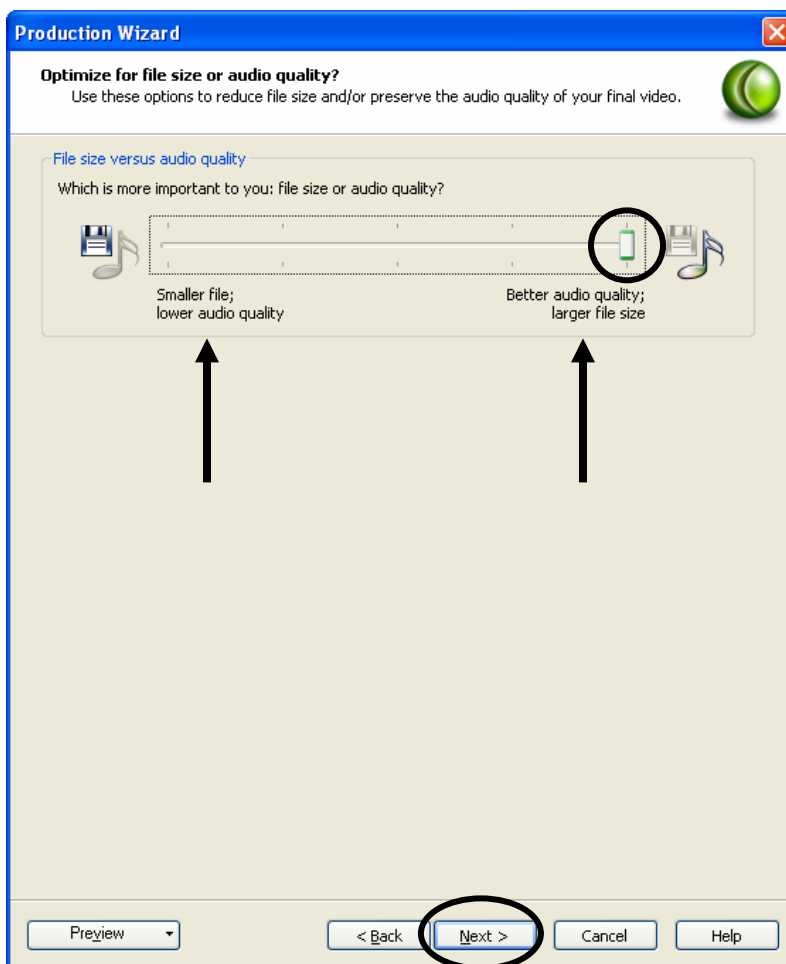 Production Wizard
Optimize for file size or audio quality?
Use these options to reduce file size and/or preserve the audio quality of your final video.
File size versus audio quality
Which is more important to you: file size or audio quality?
Smaller file;
lower audio quality
Better audio quality;
larger file size
Preview
< Back
Next >
Cancel
Help